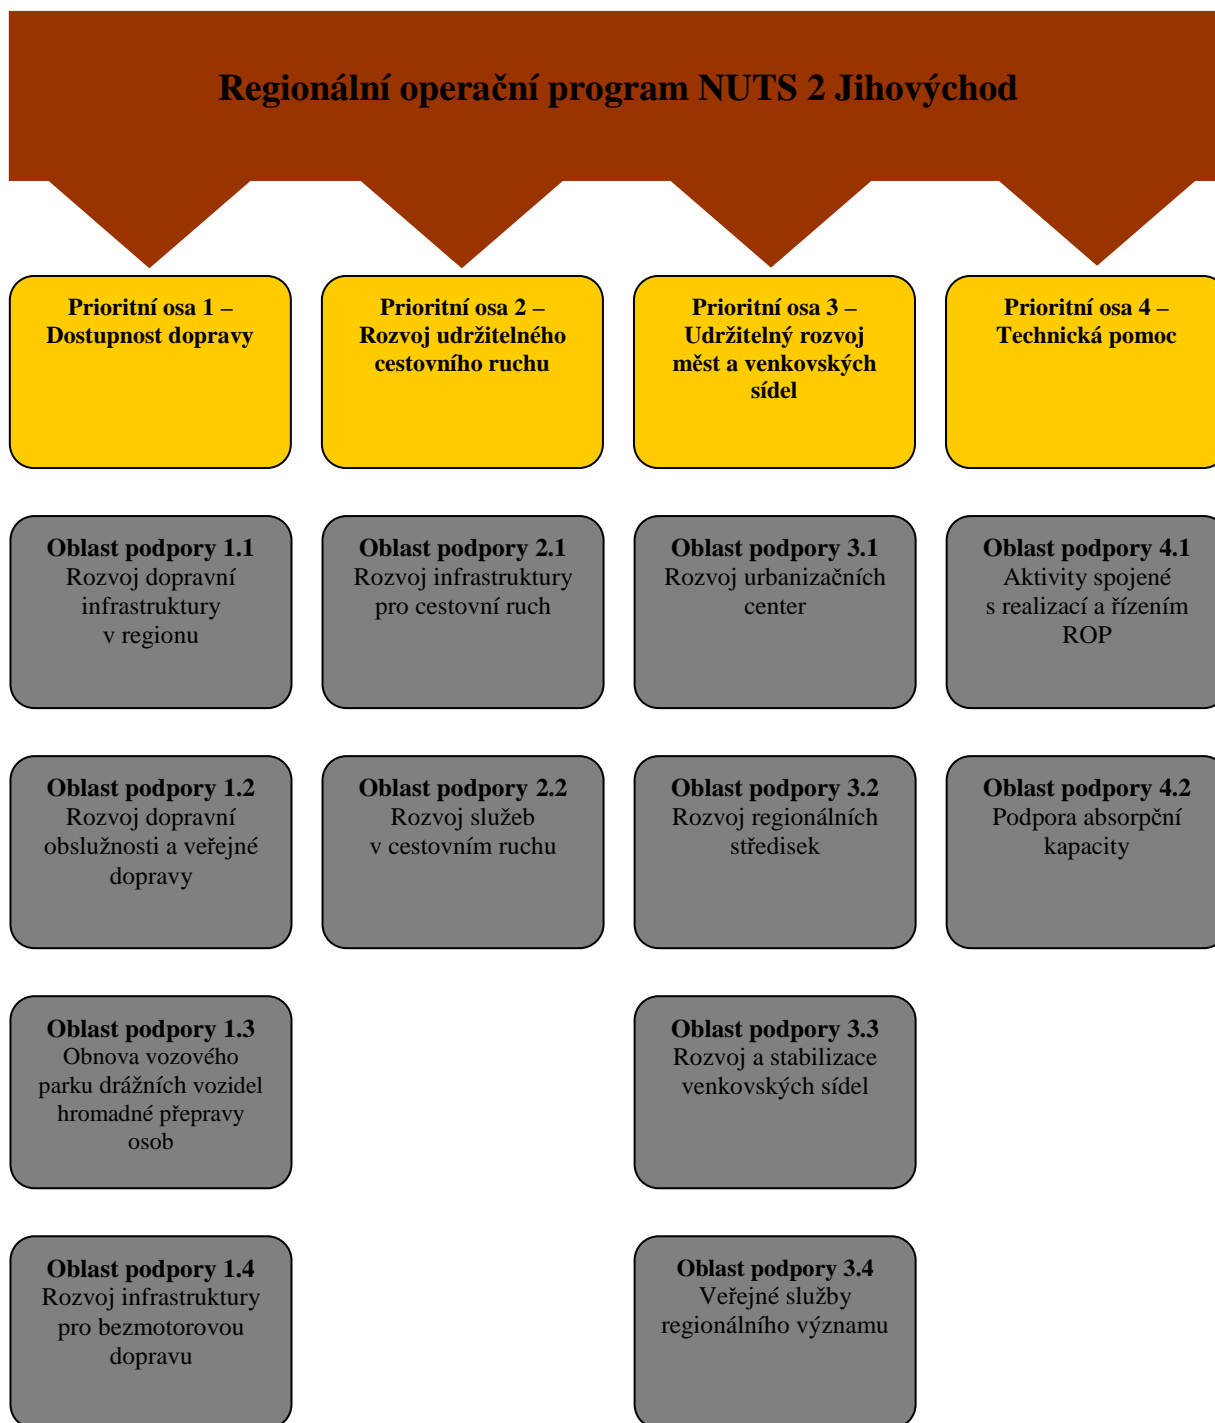 Regionální operační program NUTS 2 Jihovýchod
Prioritní osa 1 –
Dostupnost dopravy
Prioritní osa 2 –
Rozvoj udržitelného
cestovního ruchu
Prioritní osa 3 –
Udržitelný rozvoj
měst a venkovských
sídel
Prioritní osa 4 –
Technická pomoc
Oblast podpory 1.1
Rozvoj dopravní
infrastruktury
v regionu
Oblast podpory 2.1
Rozvoj infrastruktury
pro cestovní ruch
Oblast podpory 3.1
Rozvoj urbanizačních
center
Oblast podpory 4.1
Aktivity spojené
s realizací a řízením
ROP
Oblast podpory 1.2
Rozvoj dopravní
obslužnosti a veřejné
dopravy
Oblast podpory 2.2
Rozvoj služeb
v cestovním ruchu
Oblast podpory 3.2
Rozvoj regionálních
středisek
Oblast podpory 4.2
Podpora absorpční
kapacity
Oblast podpory 1.3
Obnova vozového
parku drážních vozidel
hromadné přepravy
osob
Oblast podpory 3.3
Rozvoj a stabilizace
venkovských sídel
Oblast podpory 1.4
Rozvoj infrastruktury
pro bezmotorovou
dopravu
Oblast podpory 3.4
Veřejné služby
regionálního významu